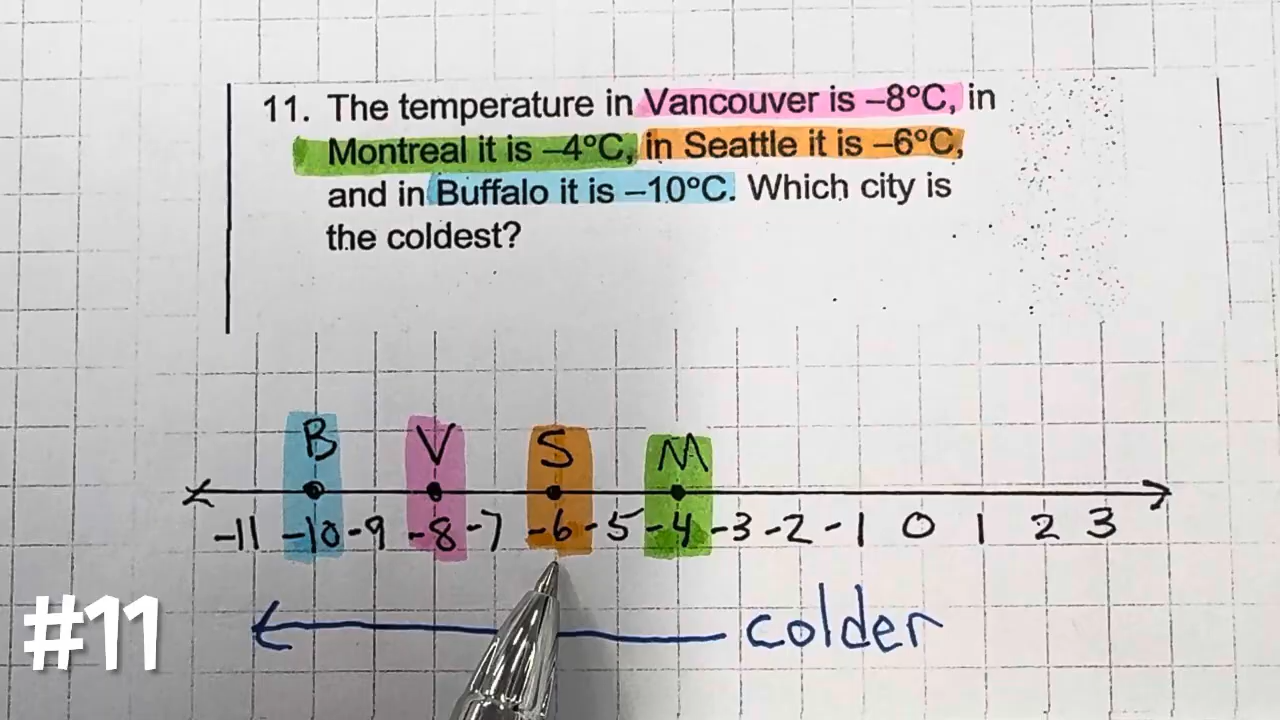 11. The temperature in Vancouver is –8°C, in
Montreal it is –4°C, in Seattle it is –6°C,
and in Buffalo it is –10°C. Which city is
the coldest?
B V S M
-11 -10 -9 -8 -7 -6 -5 -4 -3 -2 -1 0 1 2 3
colder
#11